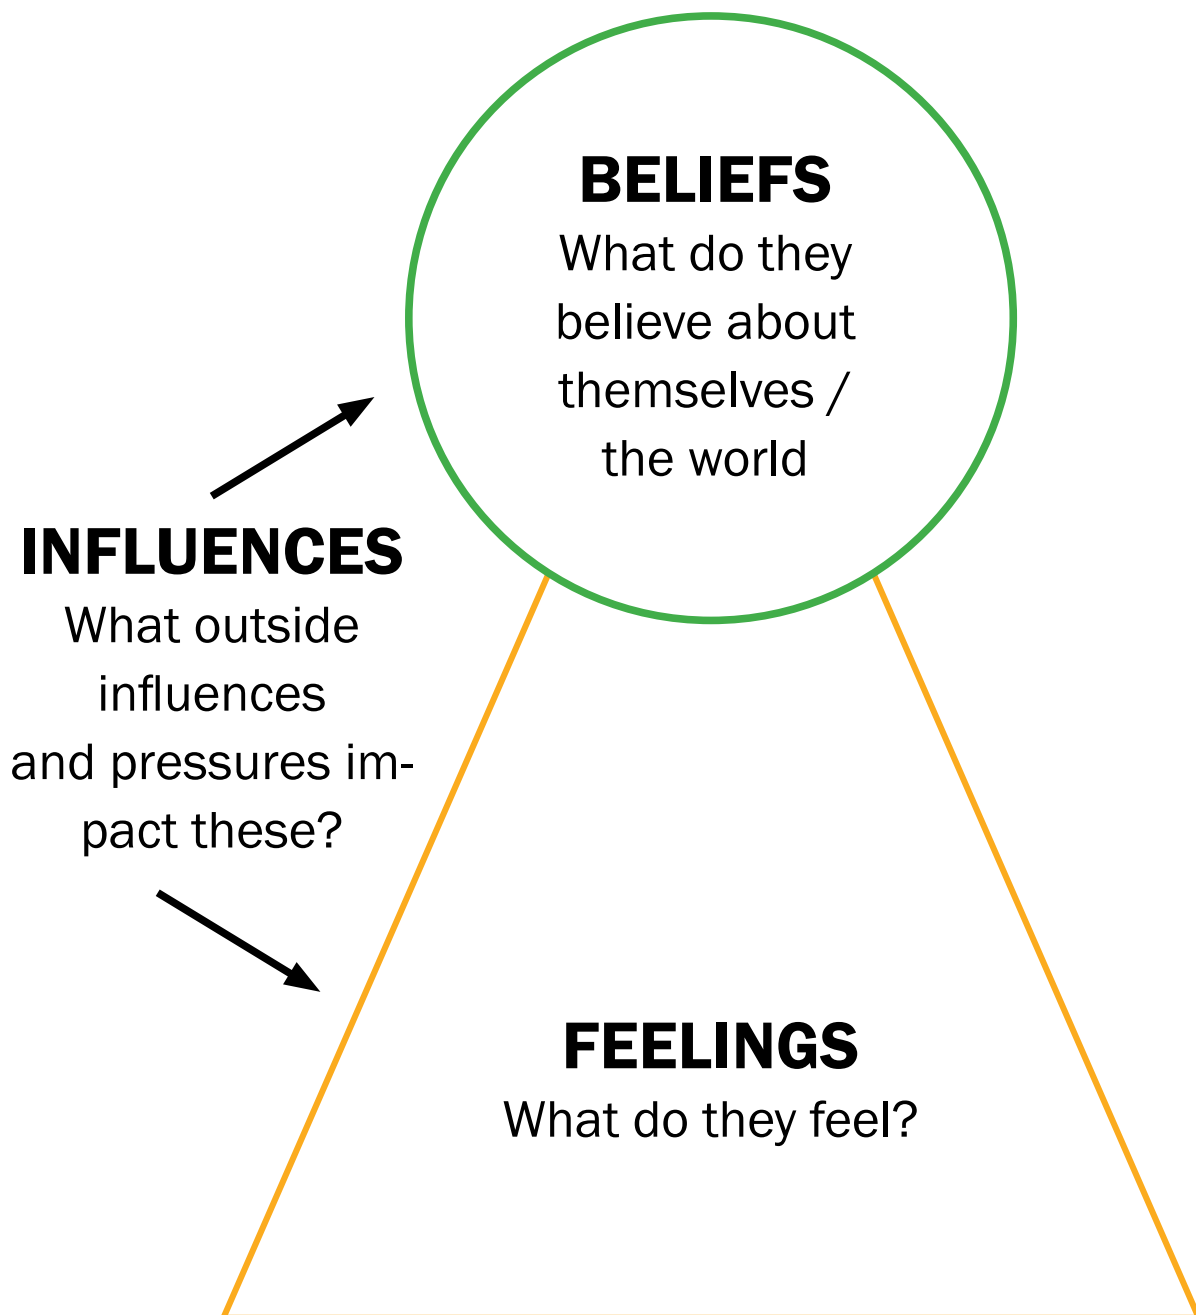 BELIEFS
What do they
believe about
themselves /
the world
INFLUENCES
What outside
influences
and pressures im-
pact these?
FEELINGS
What do they feel?